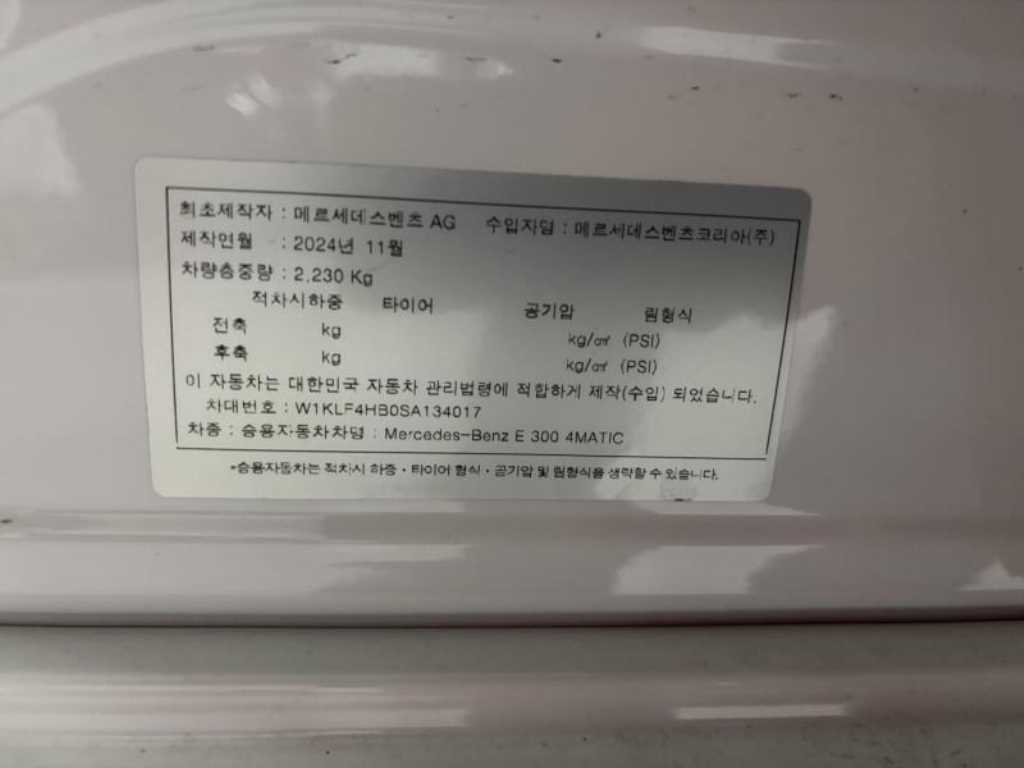 최초제작자 : 메르세데스벤츠 AG 수입자명 : 메르세데스벤츠코리아(주)
제작연월 : 2024년 11월
차량총중량 : 2,230 Kg
적차시하중 타이어 공기압 림형식
전축 kg kg/㎠ (PSI)
후축 kg kg/㎠ (PSI)
이 자동차는 대한민국 자동차 관리법령에 적합하게 제작(수입) 되었습니다.
차대번호 : W1KLF4HB0SA134017
차종 : 승용자동차차명 : Mercedes-Benz E 300 4MATIC
*승용자동차는 적차시 하중·타이어 형식·공기압 및 림형식을 생략할 수 있습니다.